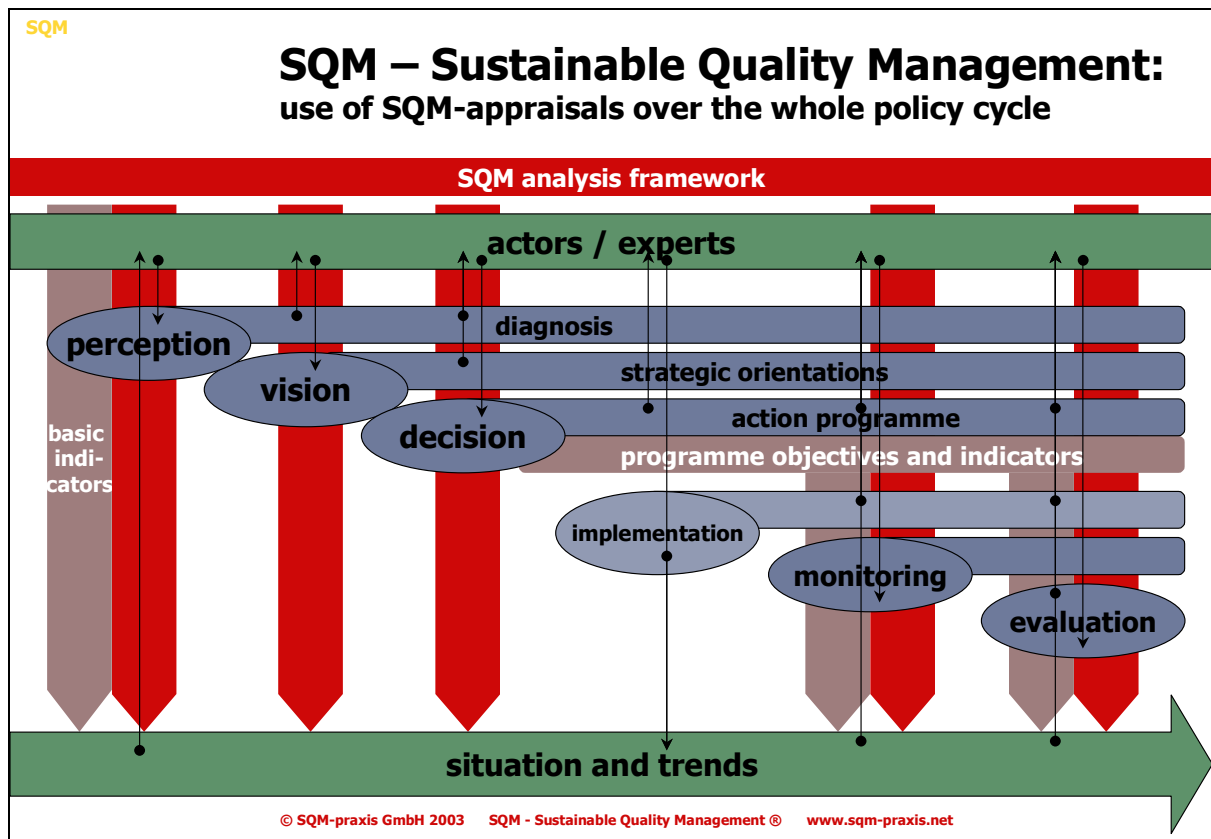 SQM
SQM – Sustainable Quality Management:
use of SQM-appraisals over the whole policy cycle
SQM analysis framework
actors / experts
diagnosis
perception
strategic orientations
vision
action programme
decision
basic
indi-
cators
programme objectives and indicators
implementation
monitoring
evaluation
situation and trends
© SQM-praxis GmbH 2003 SQM - Sustainable Quality Management ® www.sqm-praxis.net